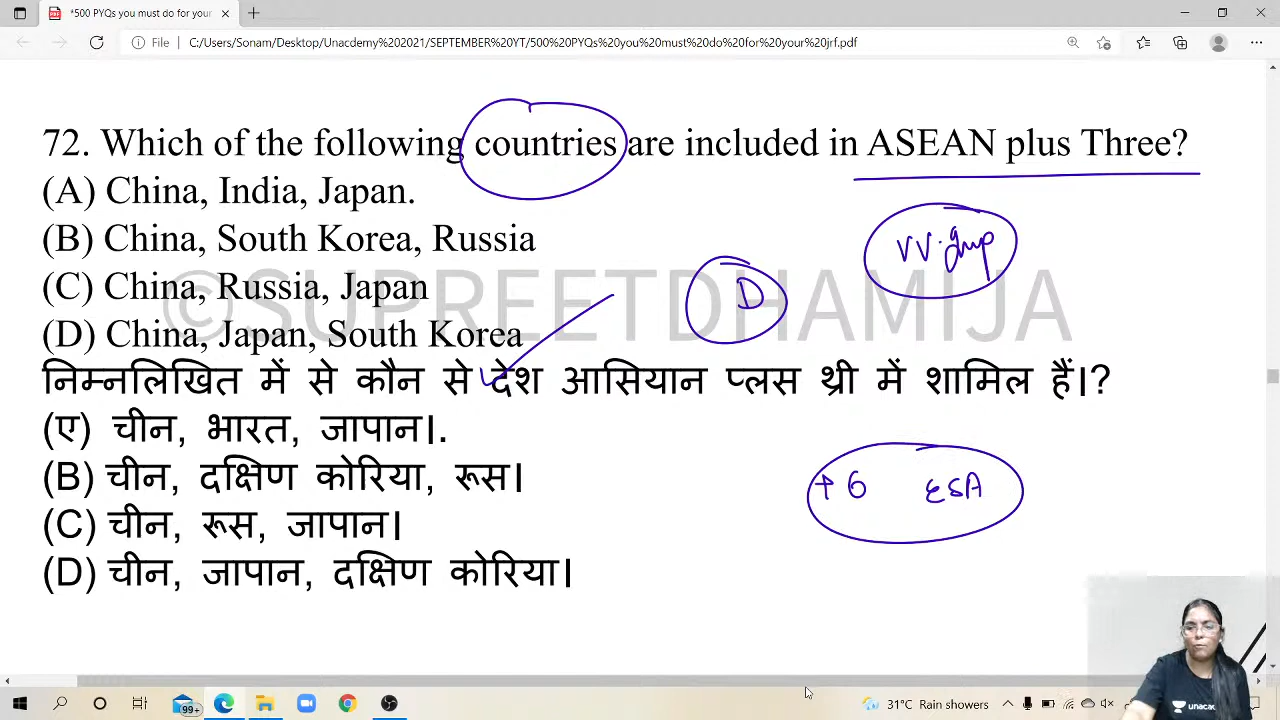 *500 PYQs you must do for your
File
C:/Users/Sonam/Desktop/Unacdemy%202021/SEPTEMBER%20YT/500%20PYQs%20you%20must%20do%20for%20your%20jrf.pdf
72. Which of the following countries are included in ASEAN plus Three?
(A) China, India, Japan.
(B) China, South Korea, Russia
(C) China, Russia, Japan
(D) China, Japan, South Korea
VV.
D
©SUPREETDHAMIJA
निम्नलिखित में से कौन से देश आसियान प्लस थ्री में शामिल हैं।?
(ए) चीन, भारत, जापान।.
(B) चीन, दक्षिण कोरिया, रूस।
(C) चीन, रूस, जापान।
(D) चीन, जापान, दक्षिण कोरिया।
+6
unacad
99+
31°C Rain showers